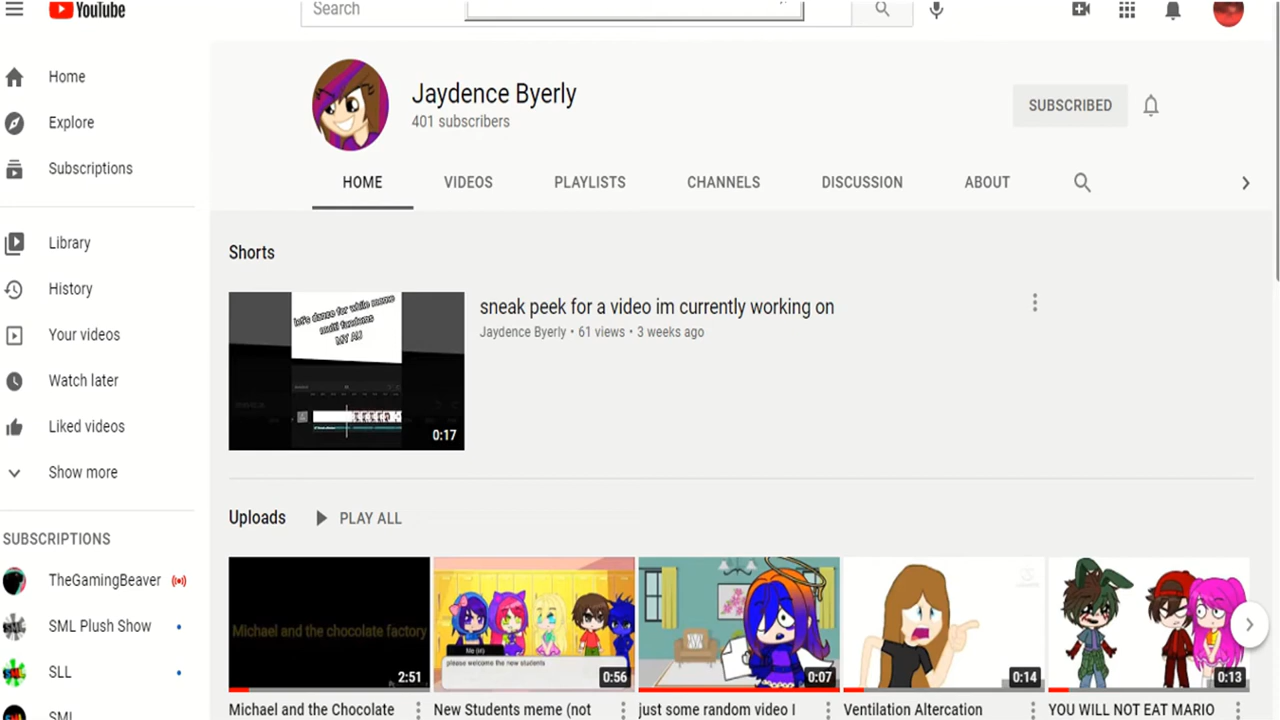 YouTube
Search
Home
Explore
Subscriptions
Library
History
Your videos
Watch later
Liked videos
Show more
SUBSCRIPTIONS
TheGamingBeaver
SML Plush Show
SLL
SML
Jaydence Byerly
401 subscribers
SUBSCRIBED
HOME VIDEOS PLAYLISTS CHANNELS DISCUSSION ABOUT
Shorts
let's dance for while meme
multi fandoms
MY AU
0:17
sneak peek for a video im currently working on
Jaydence Byerly • 61 views • 3 weeks ago
Uploads PLAY ALL
Michael and the chocolate factory
2:51
Michael and the Chocolate
Me (irl)
please welcome the new students
0:56
New Students meme (not
0:07
just some random video I
0:14
Ventilation Altercation
0:13
YOU WILL NOT EAT MARIO